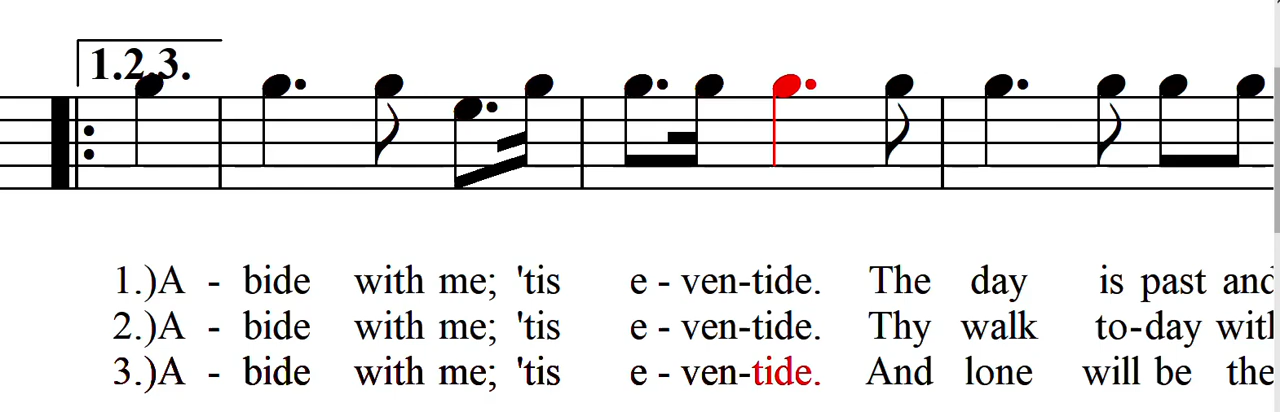 1.2.3.
1.)A - bide with me; 'tis e - ven-tide. The day is past and
2.)A - bide with me; 'tis e - ven-tide. Thy walk to-day with
3.)A - bide with me; 'tis e - ven-tide. And lone will be the